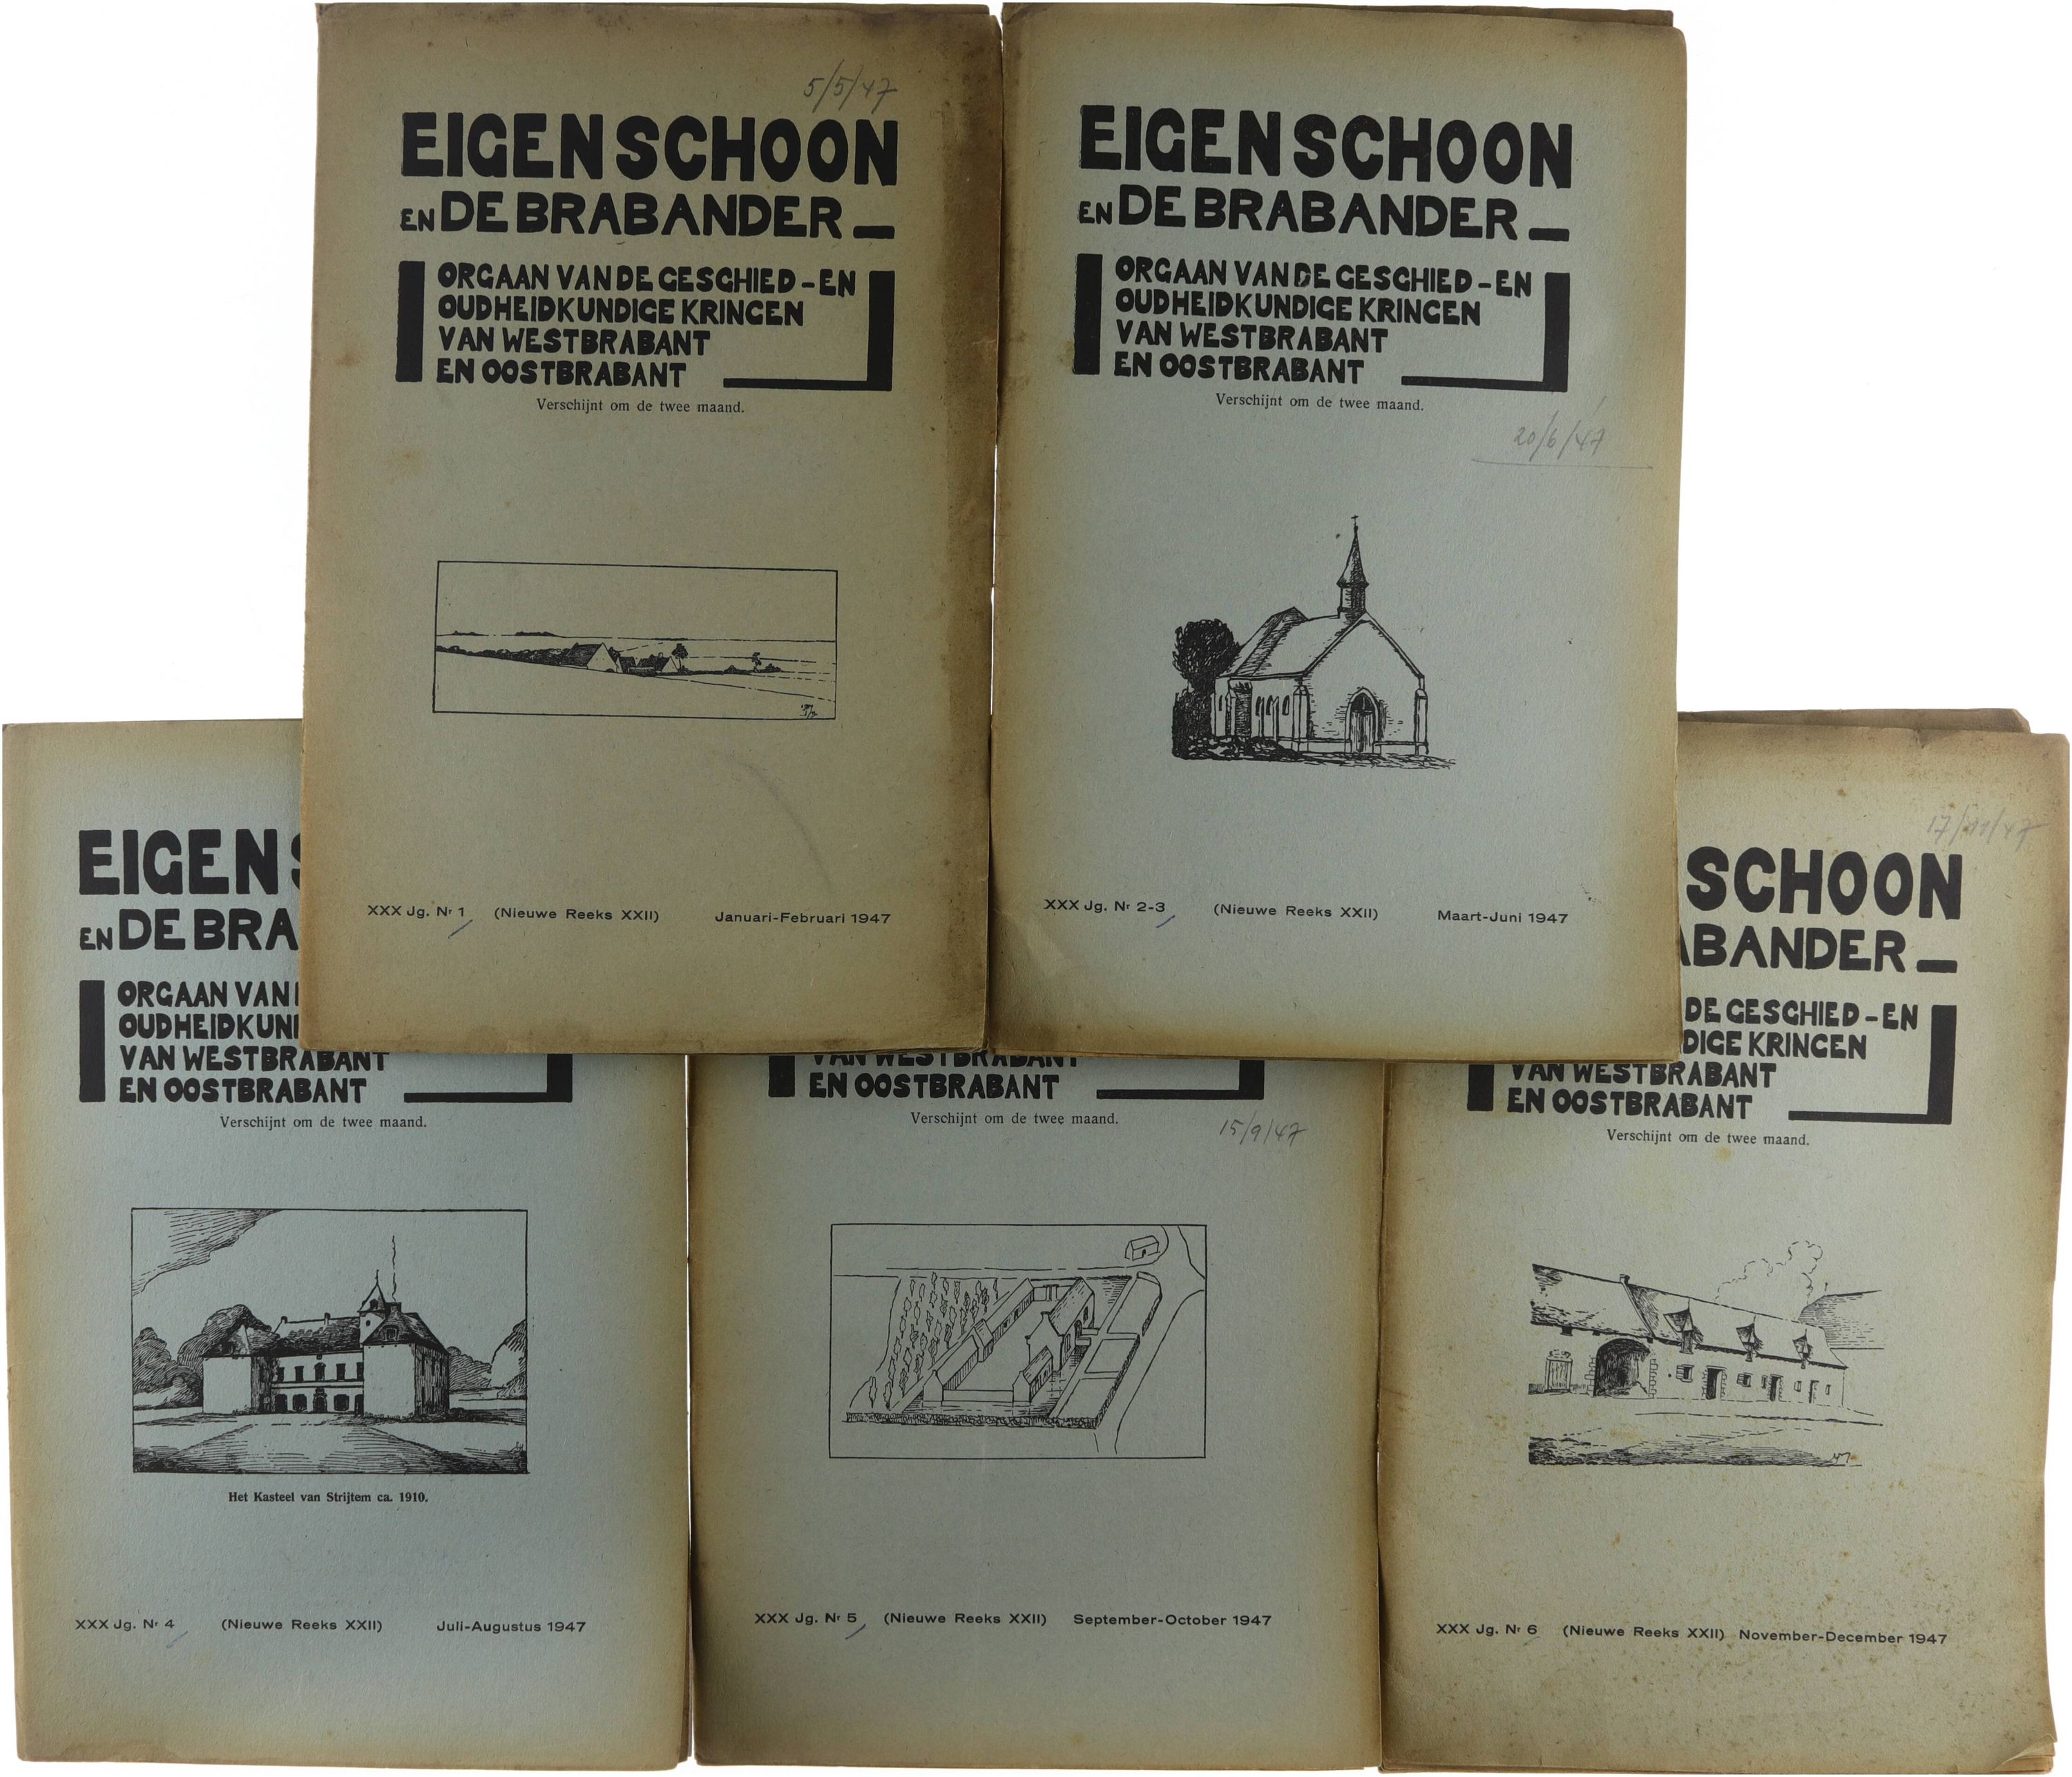 5/5/47
EIGEN SCHOON
EN DE BRABANDER
ORGAAN VAN DE GESCHIED-EN
OUDHEIDKUNDIGE KRINGEN
VAN WESTBRABANT
EN OOSTBRABANT
Verschijnt om de twee maand.
XXX Jg. Nr 1 (Nieuwe Reeks XXII) Januari-Februari 1947
EIGEN SCHOON
EN DE BRABANDER
ORGAAN VAN DE GESCHIED-EN
OUDHEIDKUNDIGE KRINGEN
VAN WESTBRABANT
EN OOSTBRABANT
Verschijnt om de twee maand.
20/6/47
XXX Jg. Nr 2-3 (Nieuwe Reeks XXII) Maart-Juni 1947
EIGEN
EN DE BRA
ORGAAN VAN
OUDHEIDKUN
VAN WESTBRABANT
EN OOSTBRABANT
Verschijnt om de twee maand.
Het Kasteel van Strijtem ca. 1910.
XXX Jg. Nr 4 (Nieuwe Reeks XXII) Juli-Augustus 1947
VAN WESTBRABANT
EN OOSTBRABANT
Verschijnt om de twee maand.
15/9/47
XXX Jg. Nr 5 (Nieuwe Reeks XXII) September-October 1947
SCHOON
ABANDER
DE GESCHIED-EN
DIGE KRINGEN
VAN WESTBRABANT
EN OOSTBRABANT
Verschijnt om de twee maand.
XXX Jg. Nr 6 (Nieuwe Reeks XXII) November-December 1947